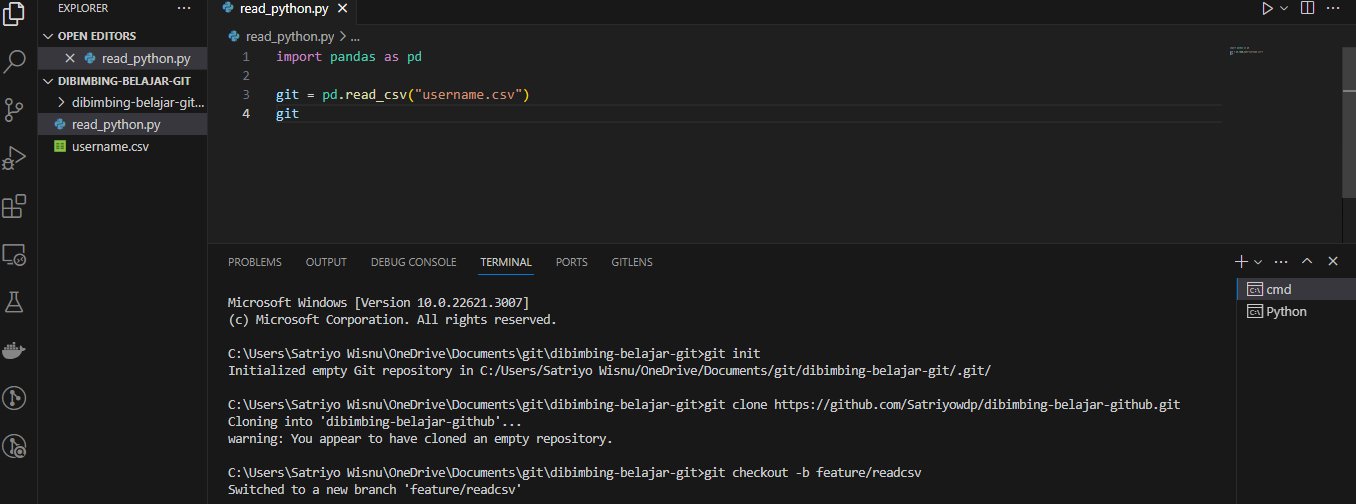 EXPLORER
OPEN EDITORS
read_python.py
DIBIMBING-BELAJAR-GIT
dibimbing-belajar-git...
read_python.py
username.csv
read_python.py
read_python.py > ...
1 import pandas as pd
2
3 git = pd.read_csv("username.csv")
4 git
PROBLEMS OUTPUT DEBUG CONSOLE TERMINAL PORTS GITLENS
Microsoft Windows [Version 10.0.22621.3007]
(c) Microsoft Corporation. All rights reserved.
C:\Users\Satriyo Wisnu\OneDrive\Documents\git\dibimbing-belajar-git>git init
Initialized empty Git repository in C:/Users/Satriyo Wisnu/OneDrive/Documents/git/dibimbing-belajar-git/.git/
C:\Users\Satriyo Wisnu\OneDrive\Documents\git\dibimbing-belajar-git>git clone https://github.com/Satriyowdp/dibimbing-belajar-github.git
Cloning into 'dibimbing-belajar-github'...
warning: You appear to have cloned an empty repository.
C:\Users\Satriyo Wisnu\OneDrive\Documents\git\dibimbing-belajar-git>git checkout -b feature/readcsv
Switched to a new branch 'feature/readcsv'
cmd
Python